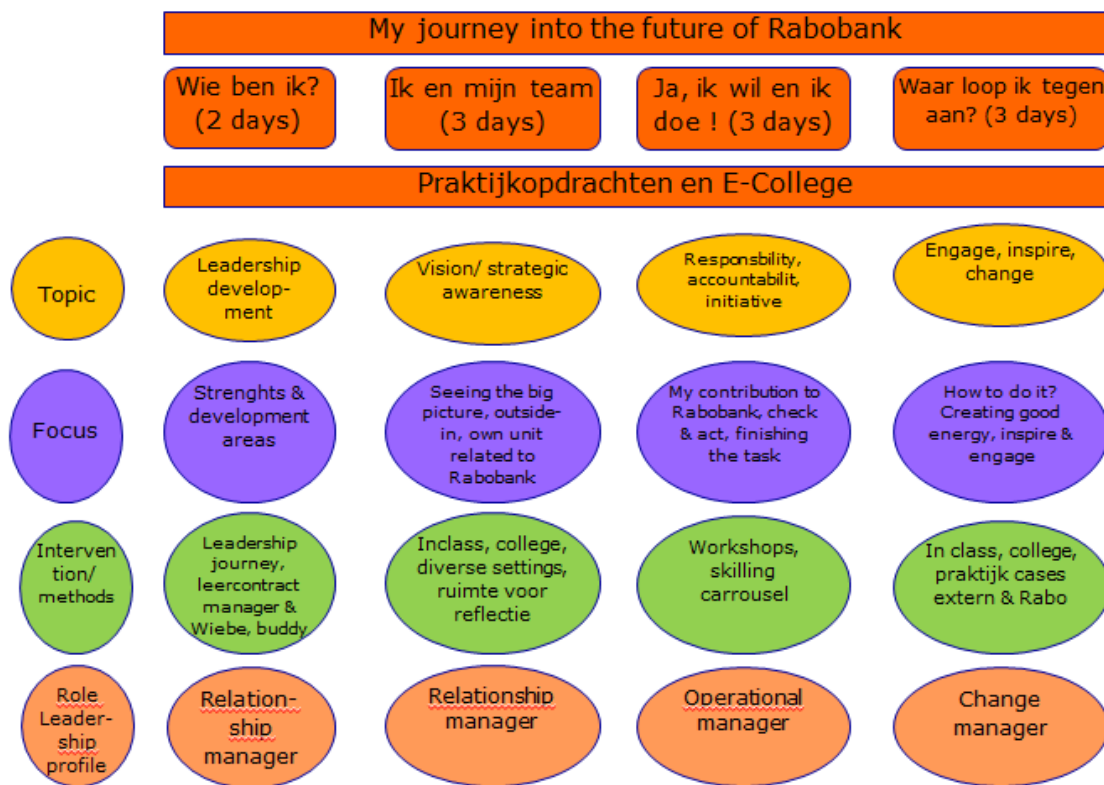 My journey into the future of Rabobank
Wie ben ik?
(2 days)
Ik en mijn team
(3 days)
Ja, ik wil en ik
doe ! (3 days)
Waar loop ik tegen
aan? (3 days)
Praktijkopdrachten en E-College
Topic
Leadership
develop-
ment
Vision/ strategic
awareness
Responsbility,
accountabilit,
initiative
Engage, inspire,
change
Focus
Strenghts &
development
areas
Seeing the big
picture, outside-
in, own unit
related to
Rabobank
My contribution to
Rabobank, check
& act, finishing
the task
How to do it?
Creating good
energy, inspire &
engage
Interven
tion/
methods
Leadership
journey,
leercontract
manager &
Wiebe, buddy
Inclass, college,
diverse settings,
ruimte voor
reflectie
Workshops,
skilling
carrousel
In class, college,
praktijk cases
extern & Rabo
Role
Leader-
ship
profile
Relation-
ship
manager
Relationship
manager
Operational
manager
Change
manager